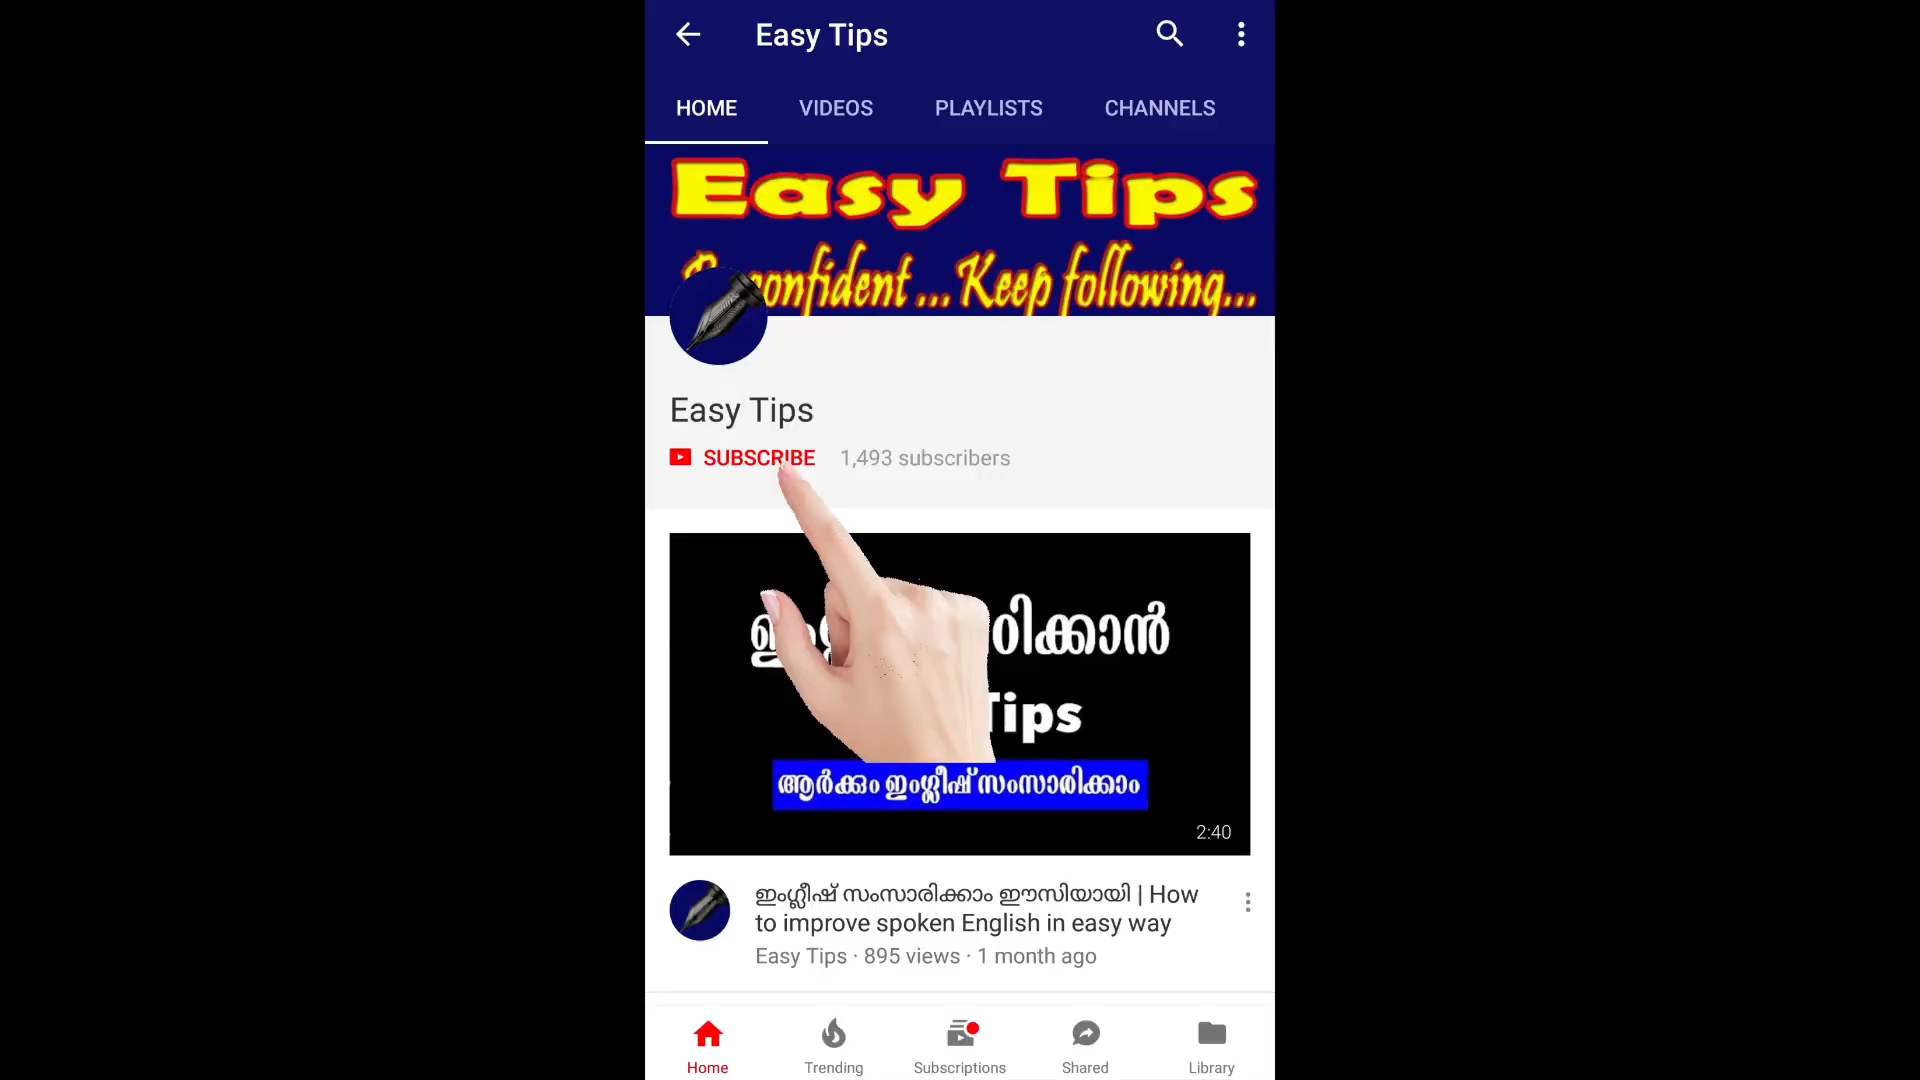 Easy Tips
HOME VIDEOS PLAYLISTS CHANNELS
Easy Tips
confident ... Keep following...
Easy Tips
SUBSCRIBE 1,493 subscribers
Tips
ആർക്കും ഇംഗ്ലീഷ് സംസാരിക്കാം
2:40
ഇംഗ്ലീഷ് സംസാരിക്കാം ഈസിയായി | How
to improve spoken English in easy way
Easy Tips · 895 views · 1 month ago
Home Trending Subscriptions Shared Library